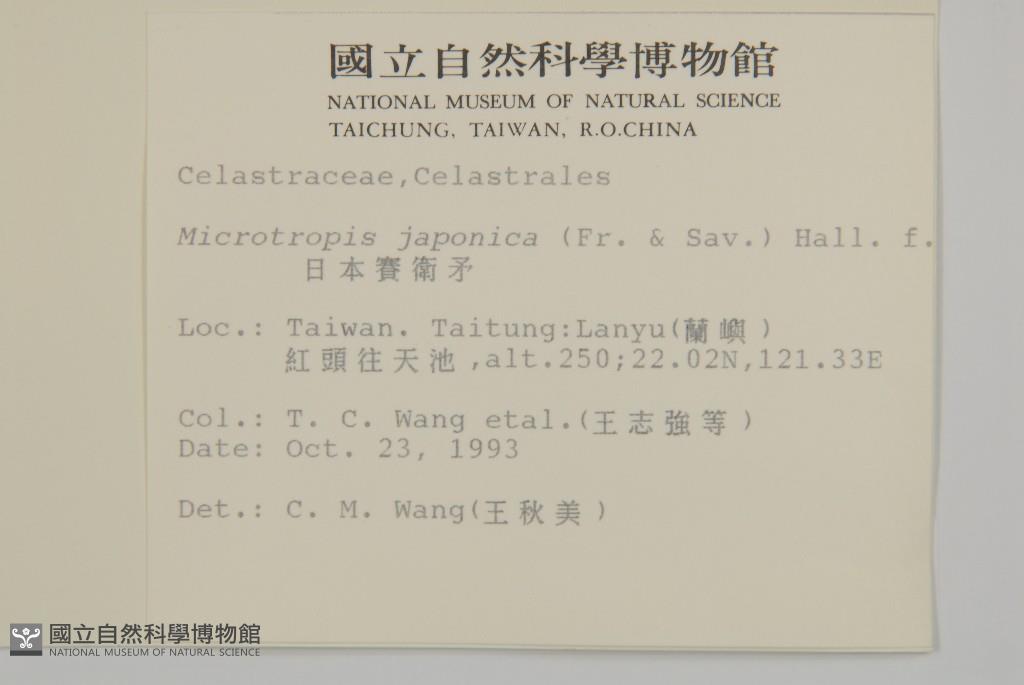 國立自然科學博物館
NATIONAL MUSEUM OF NATURAL SCIENCE
TAICHUNG, TAIWAN, R.O.CHINA
Celastraceae,Celastrales
Microtropis japonica (Fr. & Sav.) Hall. f.
日本賽衛矛
Loc.: Taiwan. Taitung:Lanyu(蘭嶼)
紅頭往天池,alt.250;22.02N,121.33E
Col.: T. C. Wang etal.(王志強等)
Date: Oct. 23, 1993
Det.: C. M. Wang(王秋美)
國立自然科學博物館
NATIONAL MUSEUM OF NATURAL SCIENCE